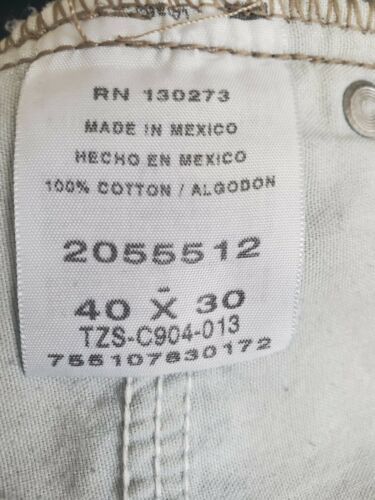 RN 130273
MADE IN MEXICO
HECHO EN MEXICO
100% COTTON / ALGODON
2055512
40 X 30
TZS-C904-013
755107830172